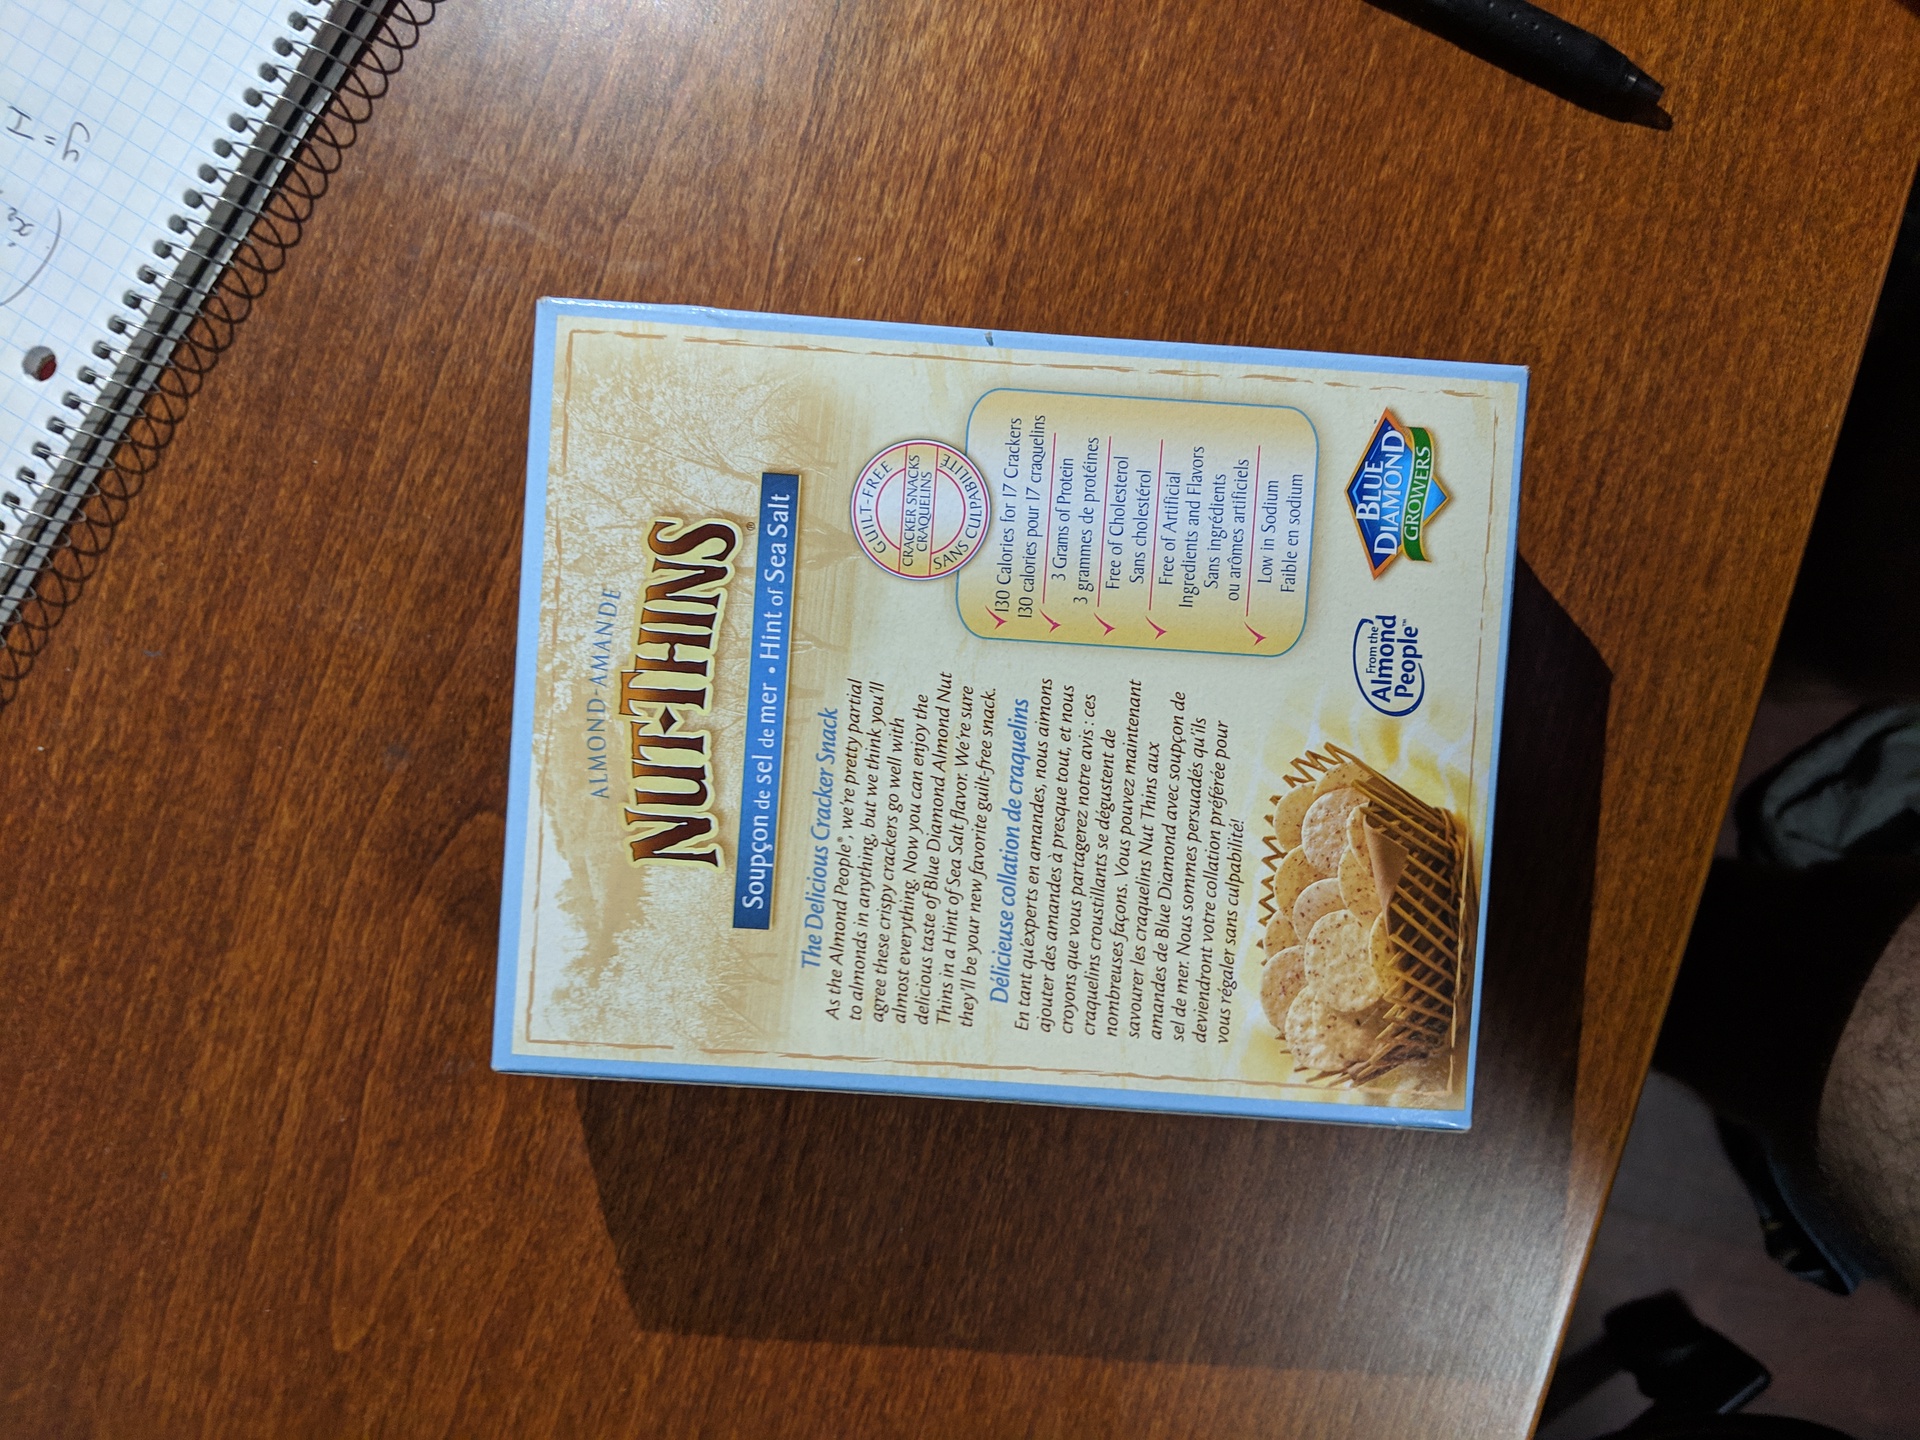 ALMOND-AMANDE
NUT-THINS®
Soupçon de sel de mer • Hint of Sea Salt
The Delicious Cracker Snack
As the Almond People®, we're pretty partial
to almonds in anything, but we think you'll
agree these crispy crackers go well with
almost everything. Now you can enjoy the
delicious taste of Blue Diamond Almond Nut
Thins in a Hint of Sea Salt flavor. We're sure
they'll be your new favorite guilt-free snack.
Délicieuse collation de craquelins
En tant qu'experts en amandes, nous aimons
ajouter des amandes à presque tout, et nous
croyons que vous partagerez notre avis : ces
craquelins croustillants se dégustent de
nombreuses façons. Vous pouvez maintenant
savourer les craquelins Nut Thins aux
amandes de Blue Diamond avec soupçon de
sel de mer. Nous sommes persuadés qu'ils
deviendront votre collation préférée pour
vous régaler sans culpabilité!
GUILT-FREE
CRACKER SNACKS
CRAQUELINS
SANS CULPABILITÉ
130 Calories for 17 Crackers
130 calories pour 17 craquelins
3 Grams of Protein
3 grammes de protéines
Free of Cholesterol
Sans cholestérol
Free of Artificial
Ingredients and Flavors
Sans ingrédients
ou arômes artificiels
Low in Sodium
Faible en sodium
From the
Almond
People™
BLUE
DIAMOND®
GROWERS
y =